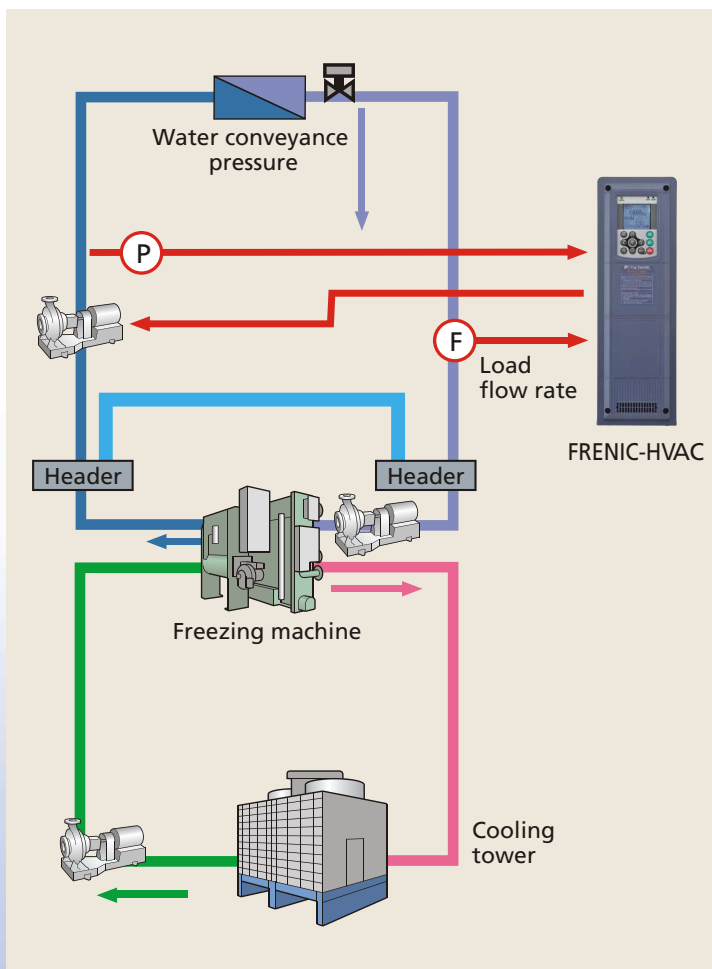 Water conveyance
pressure
P
F
Load
flow rate
FRENIC-HVAC
Header
Header
Freezing machine
Cooling
tower